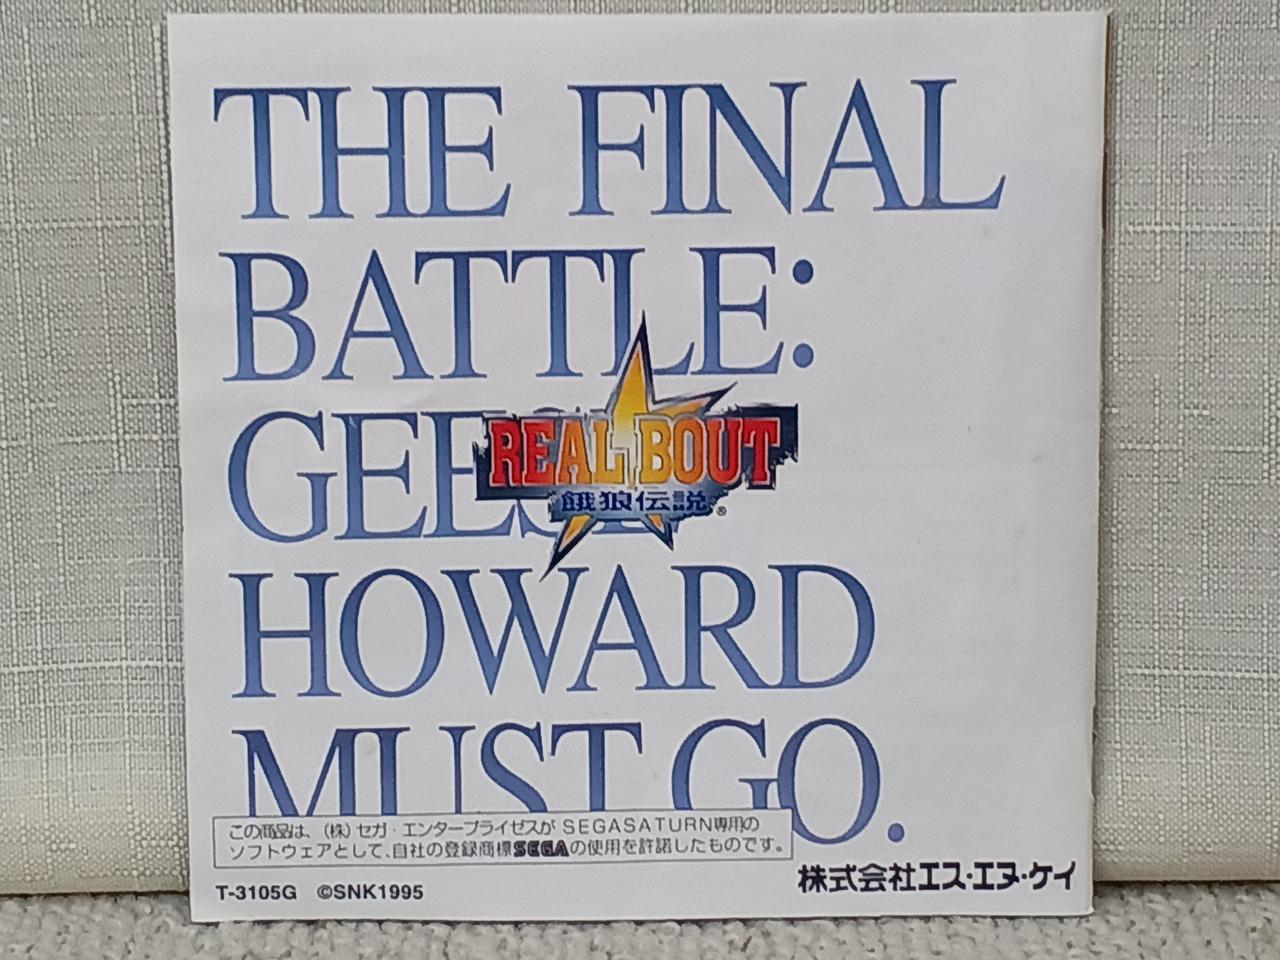 THE FINAL
BATTLE:
GEESE
REAL BOUT
餓狼伝説®
HOWARD
MUST GO.
この商品は、(株)セガ・エンタープライゼスが SEGASATURN専用の
ソフトウェアとして、自社の登録商標SEGAの使用を許諾したものです。
株式会社エス・エヌ・ケイ
T-3105G ©SNK1995